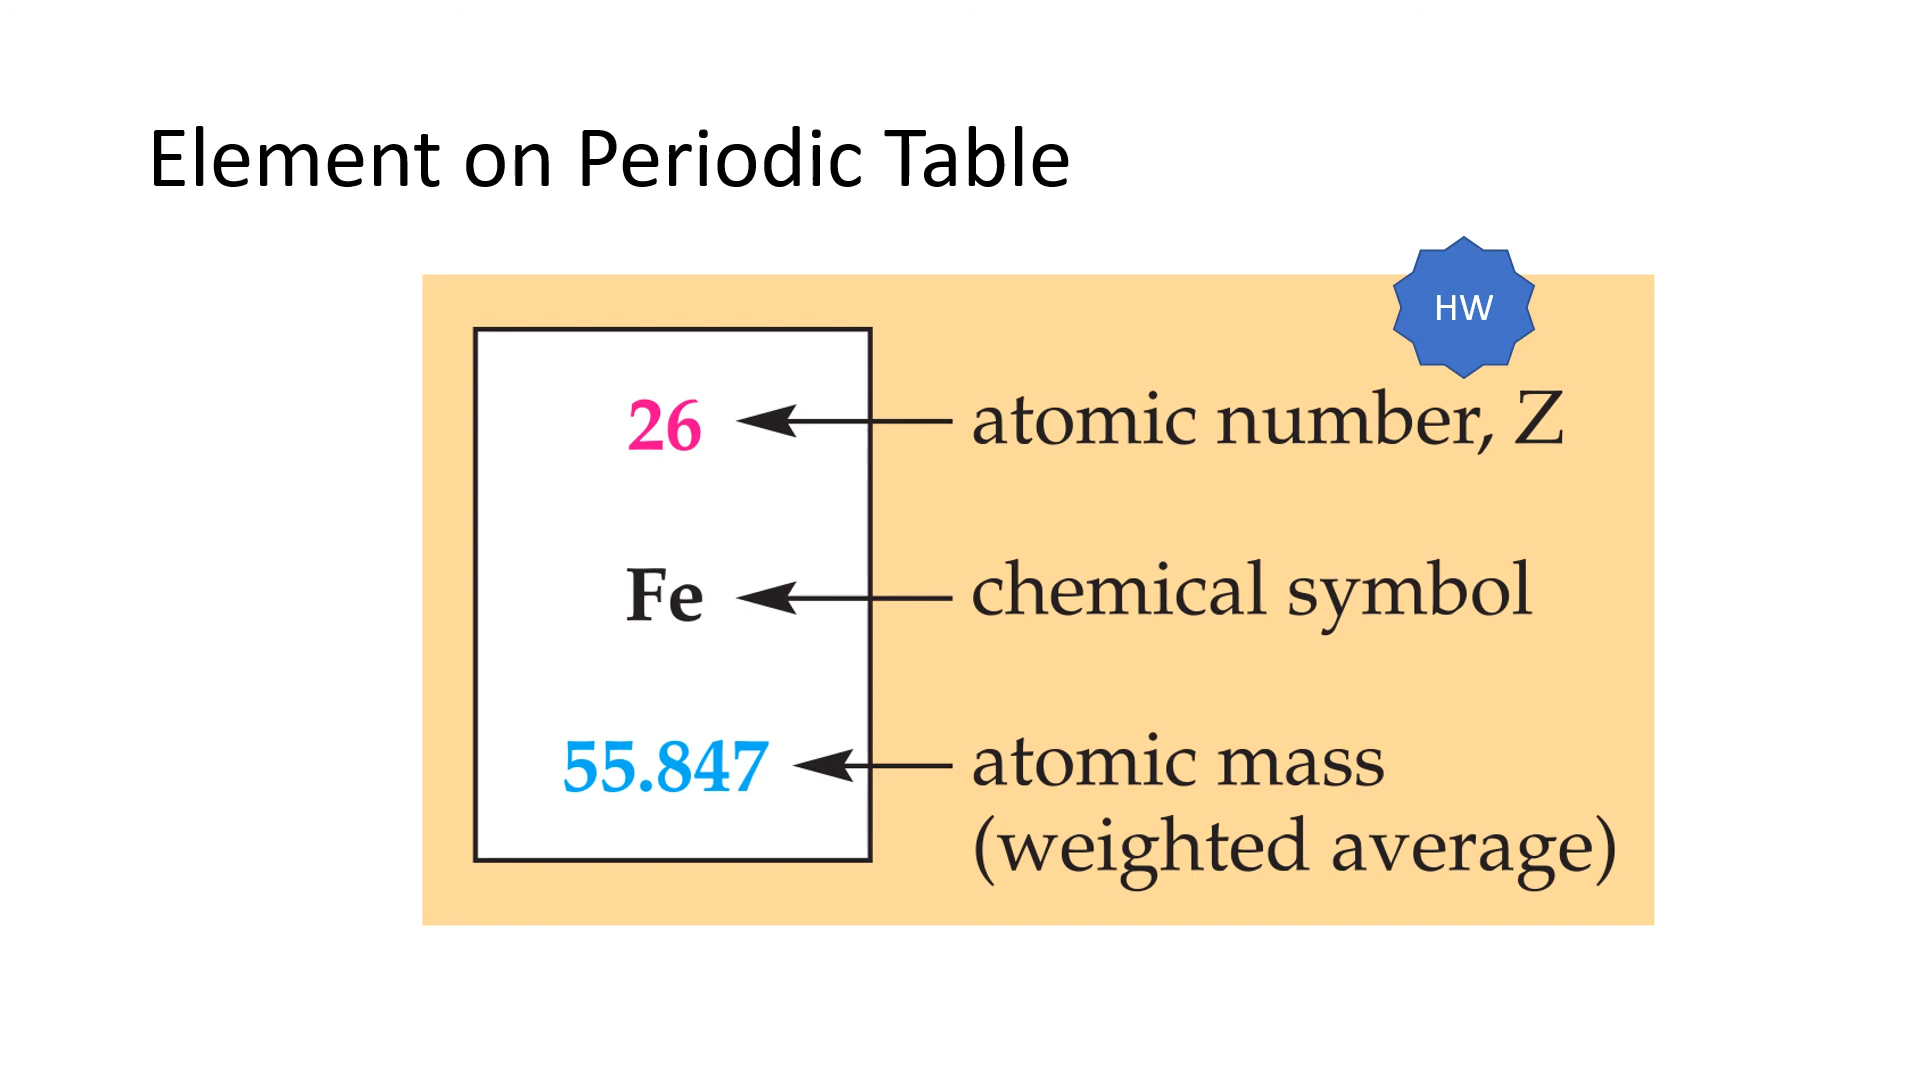 Element on Periodic Table
HW
26
atomic number, Z
Fe
chemical symbol
55.847
atomic mass
(weighted average)